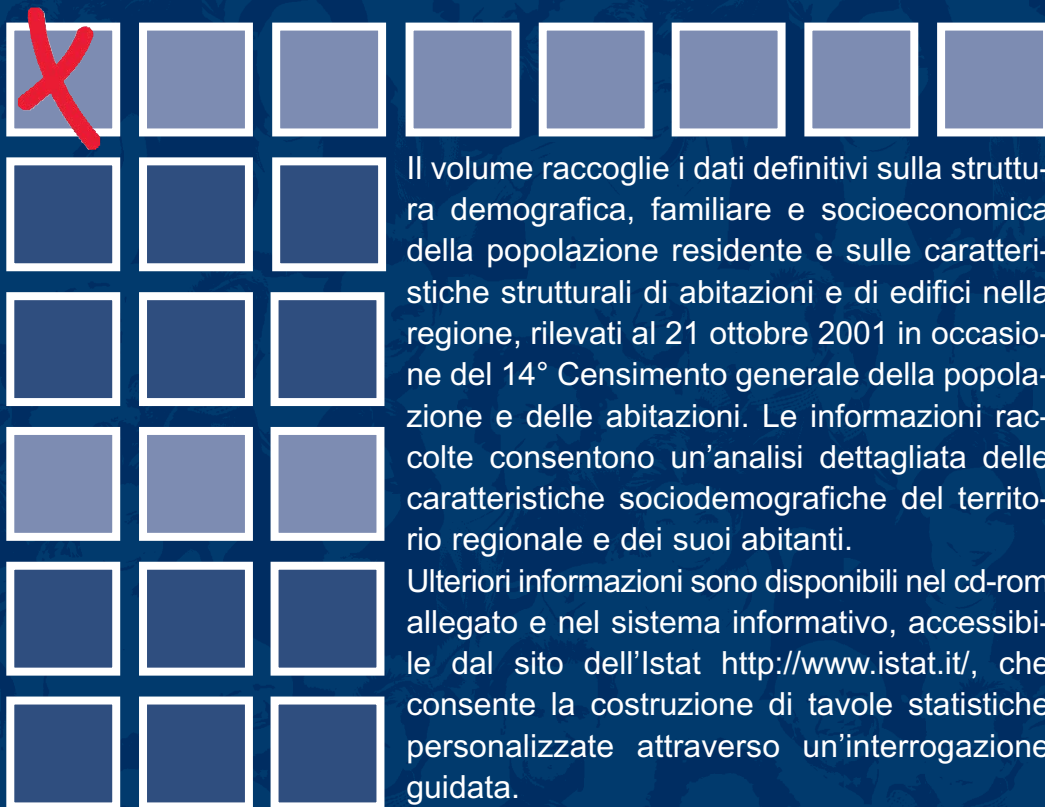 Il volume raccoglie i dati definitivi sulla struttu-
ra demografica, familiare e socioeconomica
della popolazione residente e sulle caratteri-
stiche strutturali di abitazioni e di edifici nella
regione, rilevati al 21 ottobre 2001 in occasio-
ne del 14° Censimento generale della popola-
zione e delle abitazioni. Le informazioni rac-
colte consentono un’analisi dettagliata delle
caratteristiche sociodemografiche del territo-
rio regionale e dei suoi abitanti.
Ulteriori informazioni sono disponibili nel cd-rom
allegato e nel sistema informativo, accessibi-
le dal sito dell’Istat http://www.istat.it/, che
consente la costruzione di tavole statistiche
personalizzate attraverso un’interrogazione
guidata.